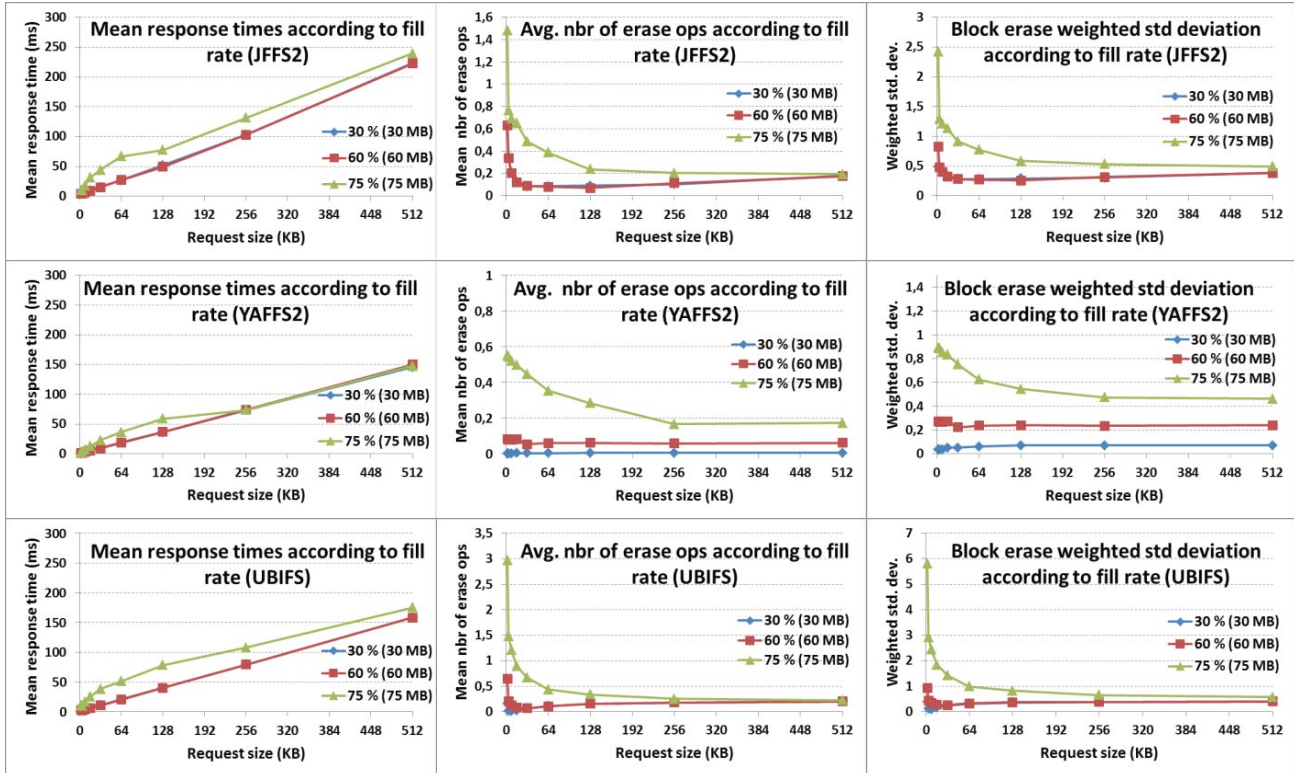 Mean response times according to fill
rate (JFFS2)
Mean response time (ms)
300
250
200
150
100
50
0
30 % (30 MB)
60 % (60 MB)
75 % (75 MB)
0 64 128 192 256 320 384 448 512
Request size (KB)
Avg. nbr of erase ops
(JFFS2)
Mean nbr of erase ops
1,6
1,4
1,2
1
0,8
0,6
0,4
0,2
0
30 % (30 MB)
60 % (60 MB)
75 % (75 MB)
0 64 128 192 256 320 384 448 512
Request size (KB)
Block erase weighted std deviation
according to fill rate (JFFS2)
Weighted std. dev.
3
2,5
2
1,5
1
0,5
0
30 % (30 MB)
60 % (60 MB)
75 % (75 MB)
0 64 128 192 256 320 384 448 512
Request size (KB)
Mean response times according to fill
rate (YAFFS2)
Mean response time (ms)
300
250
200
150
100
50
0
30 % (30 MB)
60 % (60 MB)
75 % (75 MB)
0 64 128 192 256 320 384 448 512
Request size (KB)
Avg. nbr of erase ops according to fill
rate (YAFFS2)
Mean nbr of erase ops
1
0,8
0,6
0,4
0,2
0
30 % (30 MB)
60 % (60 MB)
75 % (75 MB)
0 64 128 192 256 320 384 448 512
Request size (KB)
Block erase weighted std deviation
according to fill rate (YAFFS2)
Weighted std. dev.
1,4
1,2
1
0,8
0,6
0,4
0,2
0
30 % (30 MB)
60 % (60 MB)
75 % (75 MB)
0 64 128 192 256 320 384 448 512
Request size (KB)
Mean response times according to fill
rate (UBIFS)
Mean response time (ms)
300
250
200
150
100
50
0
30 % (30 MB)
60 % (60 MB)
75 % (75 MB)
0 64 128 192 256 320 384 448 512
Request size (KB)
Avg. nbr of erase ops according to fill
rate (UBIFS)
Mean nbr of erase ops
3,5
3
2,5
2
1,5
1
0,5
0
30 % (30 MB)
60 % (60 MB)
75 % (75 MB)
0 64 128 192 256 320 384 448 512
Request size (KB)
Block erase weighted std deviation
according to fill rate (UBIFS)
Weighted std. dev.
7
6
5
4
3
2
1
0
30 % (30 MB)
60 % (60 MB)
75 % (75 MB)
0 64 128 192 256 320 384 448 512
Request size (KB)